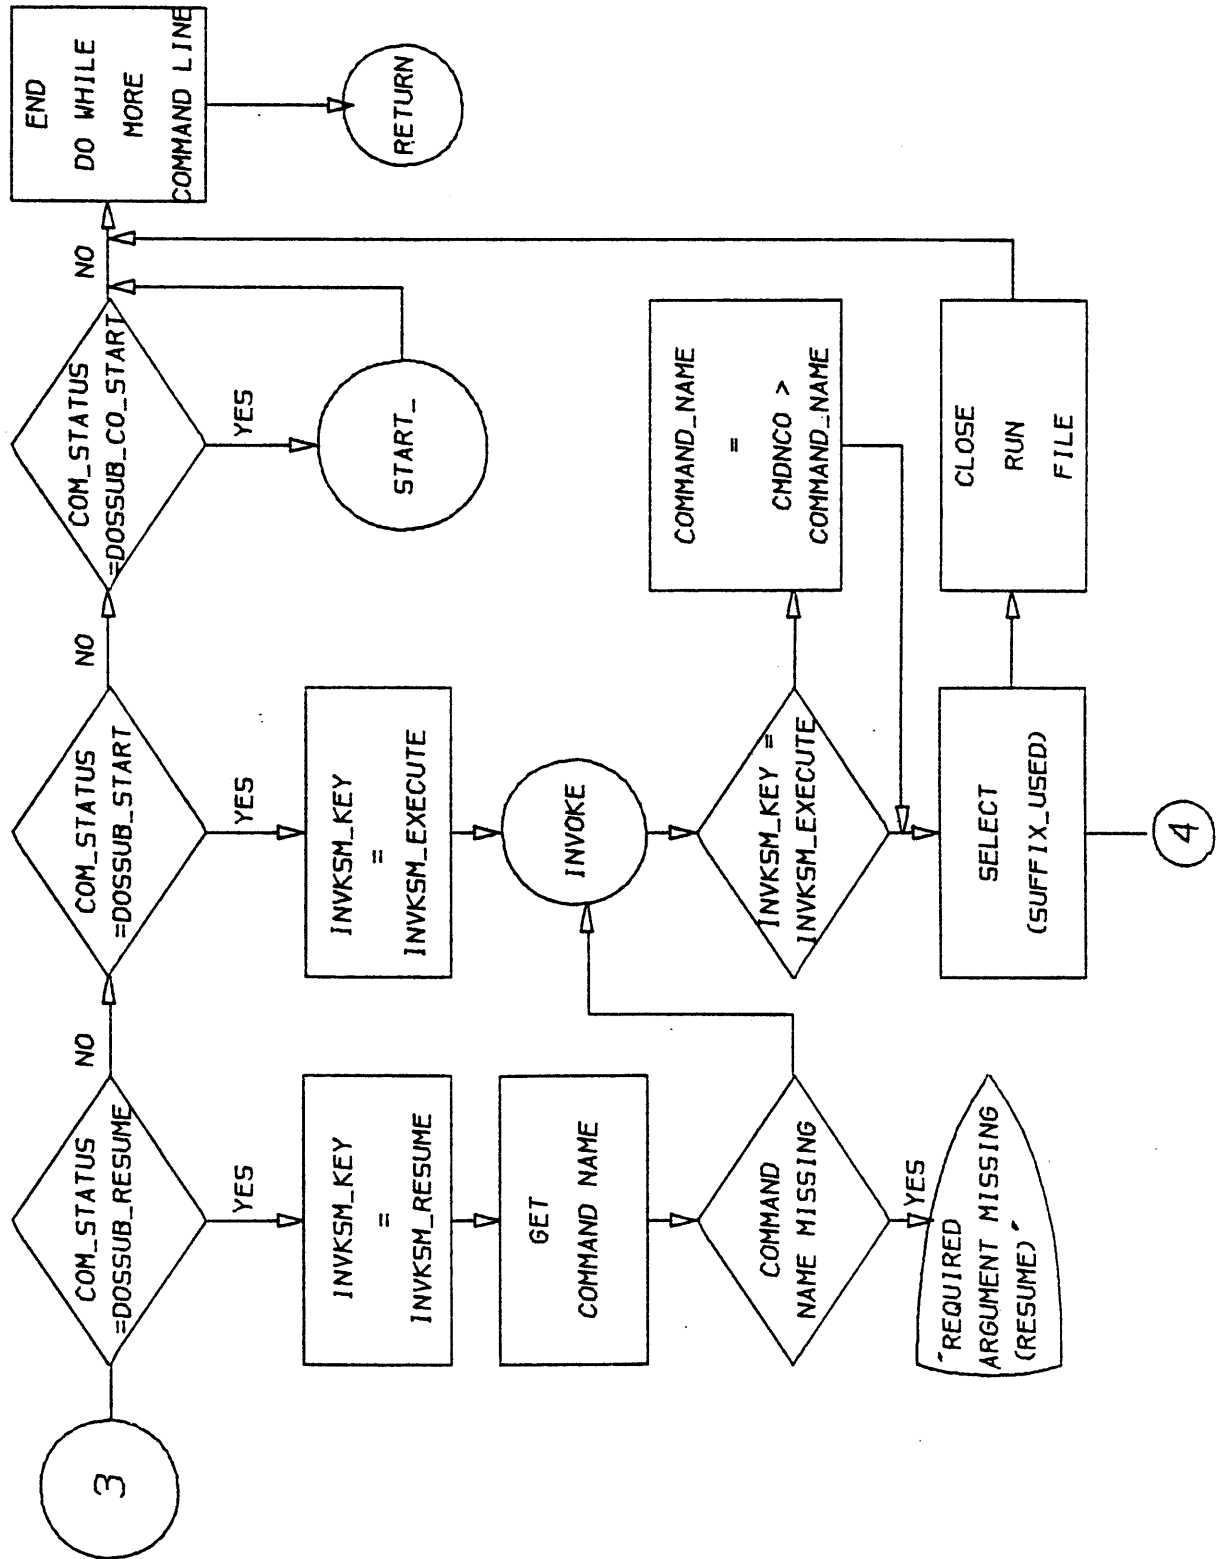 3
COM_STATUS
=DOSSUB_RESUME
NO
YES
INVKSM_KEY
=
INVKSM_RESUME
GET
COMMAND NAME
COMMAND
NAME MISSING
YES
"REQUIRED
ARGUMENT MISSING
(RESUME)"
COM_STATUS
=DOSSUB_START
NO
YES
INVKSM_KEY
=
INVKSM_EXECUTE
INVOKE
INVKSM_KEY =
INVKSM_EXECUTE
COMMAND_NAME
=
CMDNCO >
COMMAND_NAME
SELECT
(SUFFIX_USED)
4
CLOSE
RUN
FILE
COM_STATUS
=DOSSUB_CO_START
NO
YES
START_
END
DO WHILE
MORE
COMMAND LINE
RETURN